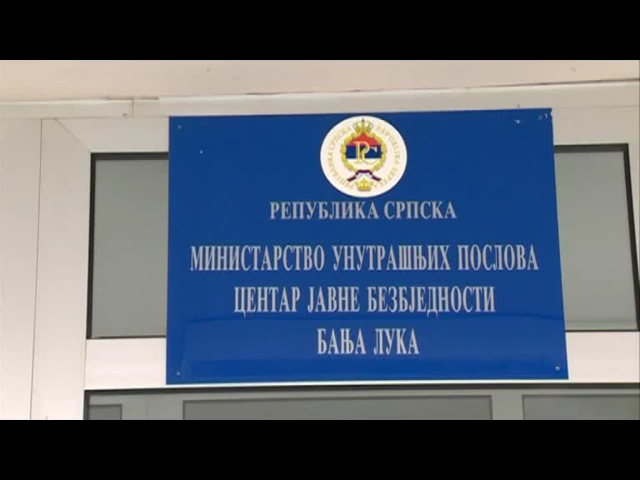 РЕПУБЛИКА СРПСКА
МИНИСТАРСТВО УНУТРАШЊИХ ПОСЛОВА
ЦЕНТАР ЈАВНЕ БЕЗБЈЕДНОСТИ
БАЊА ЛУКА